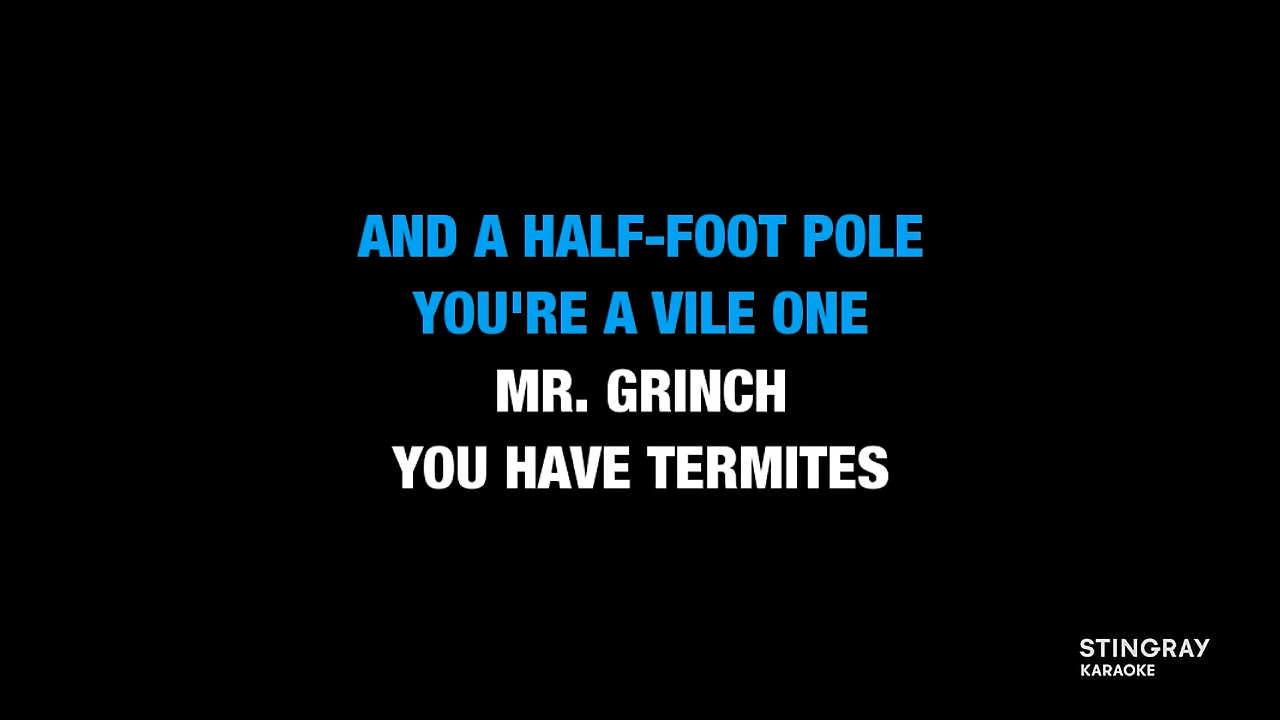 AND A HALF-FOOT POLE
YOU'RE A VILE ONE
MR. GRINCH
YOU HAVE TERMITES
STINGRAY
KARAOKE